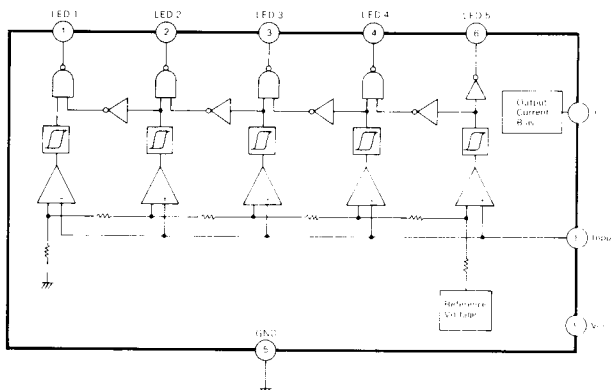 LED 1 LED 2 LED 3 LED 4 LED 5
1 2 3 4 6
Output
Current
Bias
Reference
Voltage
GND
5